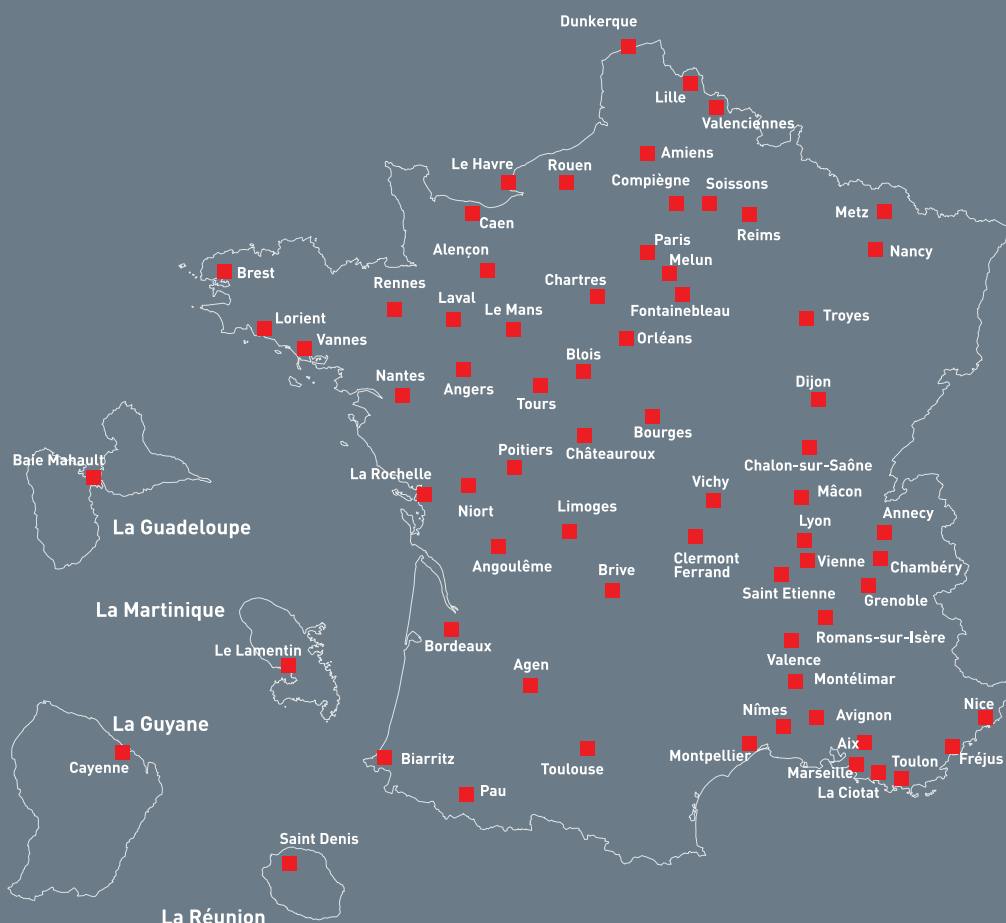 Dunkerque
Lille
Valenciennes
Amiens
Le Havre
Rouen
Compiègne
Soissons
Caen
Reims
Metz
Alençon
Paris
Nancy
Melun
Brest
Rennes
Chartres
Laval
Le Mans
Fontainebleau
Lorient
Troyes
Vannes
Orléans
Blois
Nantes
Angers
Tours
Dijon
Bourges
Poitiers
Châteauroux
Baie Mahault
Chalon-sur-Saône
La Rochelle
Vichy
Mâcon
Niort
Limoges
Lyon
Annecy
La Guadeloupe
Angoulême
Clermont
Ferrand
Vienne
Chambéry
Brive
Saint Etienne
Grenoble
La Martinique
Romans-sur-Isère
Bordeaux
Le Lamentin
Valence
Agen
Montélimar
Nice
La Guyane
Nîmes
Avignon
Cayenne
Biarritz
Toulouse
Montpellier
Aix
Fréjus
Marseille
Toulon
Pau
La Ciotat
Saint Denis
La Réunion